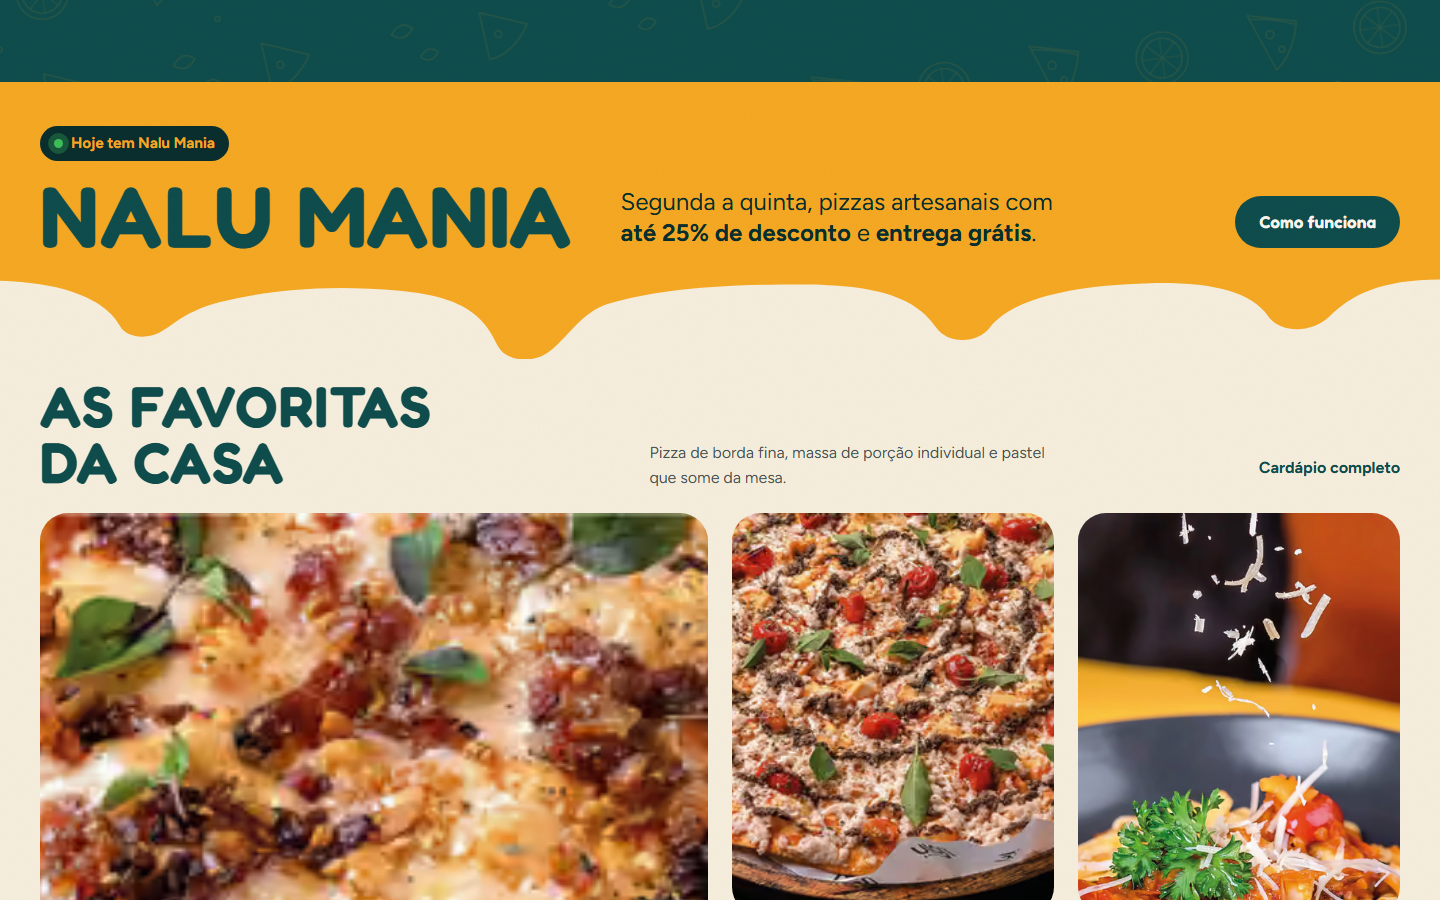 Hoje tem Nalu Mania
NALU MANIA
Segunda a quinta, pizzas artesanais com
até 25% de desconto e entrega grátis.
Como funciona
AS FAVORITAS
DA CASA
Pizza de borda fina, massa de porção individual e pastel
que some da mesa.
Cardápio completo